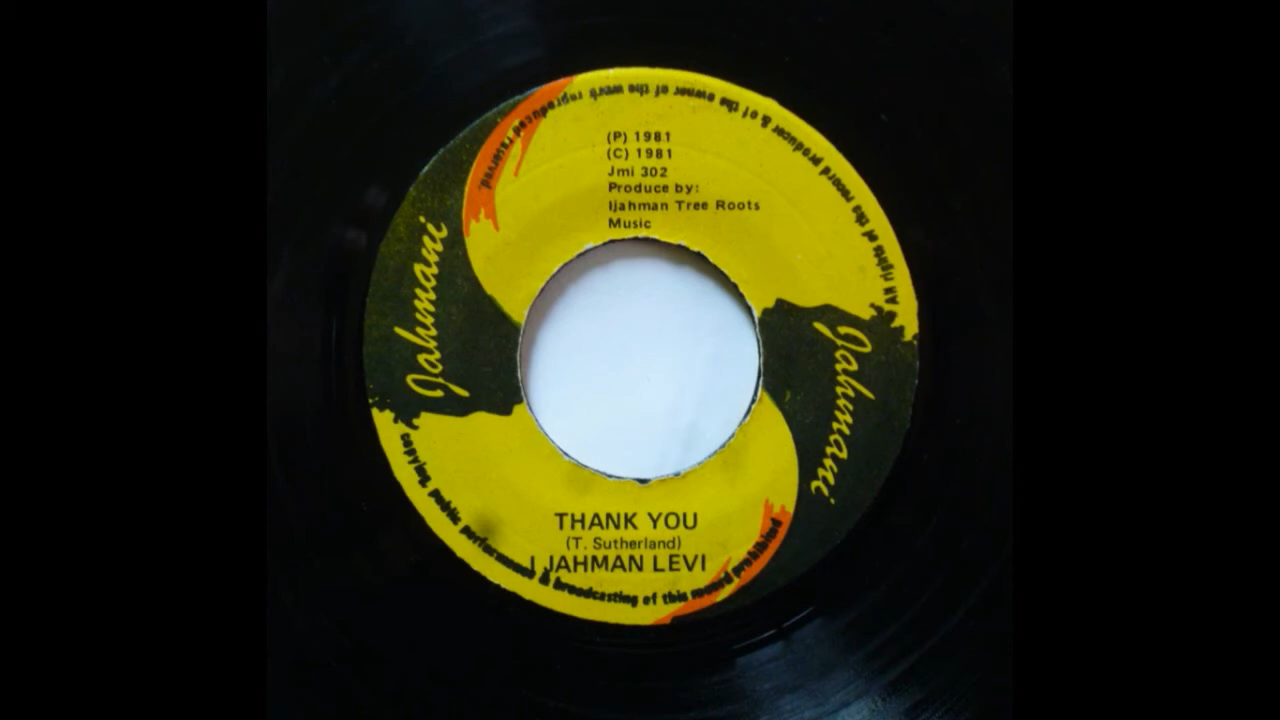 (P) 1981
(C) 1981
Jmi 302
Produce by:
Ijahman Tree Roots
Music
Jahmani
Jahmani
THANK YOU
(T. Sutherland)
I JAHMAN LEVI
All rights of the record producer & of the owner of the work reproduced reserved.
copying, public performance & broadcasting of this record prohibited